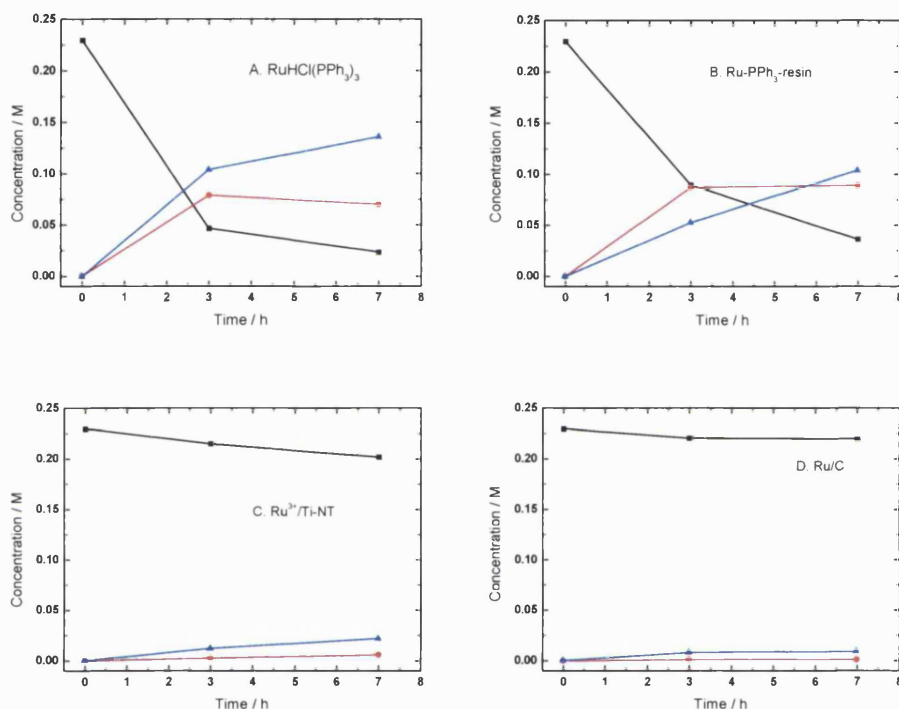 0.25
0.20
0.15
0.10
0.05
0.00
Concentration / M
A. RuHCl(PPh₃)₃
0 1 2 3 4 5 6 7 8
Time / h
0.25
0.20
0.15
0.10
0.05
0.00
Concentration / M
B. Ru-PPh₃-resin
0 1 2 3 4 5 6 7 8
Time / h
0.25
0.20
0.15
0.10
0.05
0.00
Concentration / M
C. Ru³⁺/Ti-NT
0 1 2 3 4 5 6 7 8
Time / h
0.25
0.20
0.15
0.10
0.05
0.00
Concentration / M
D. Ru/C
0 1 2 3 4 5 6 7 8
Time / h